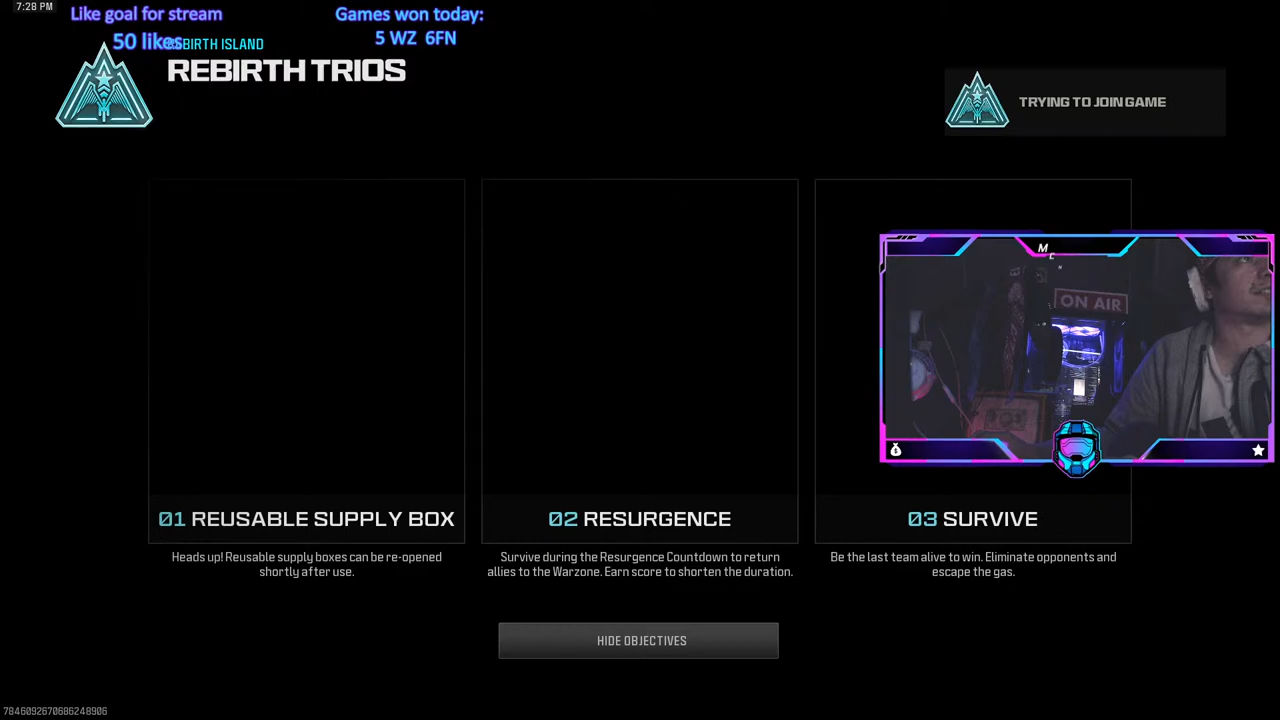 7:28 PM
Like goal for stream
50 likes
Games won today:
5 WZ 6FN
REBIRTH ISLAND
REBIRTH TRIOS
TRYING TO JOIN GAME
M
C
ON AIR
01 REUSABLE SUPPLY BOX
Heads up! Reusable supply boxes can be re-opened
shortly after use.
02 RESURGENCE
Survive during the Resurgence Countdown to return
allies to the Warzone. Earn score to shorten the duration.
03 SURVIVE
Be the last team alive to win. Eliminate opponents and
escape the gas.
HIDE OBJECTIVES
7846092670686248906